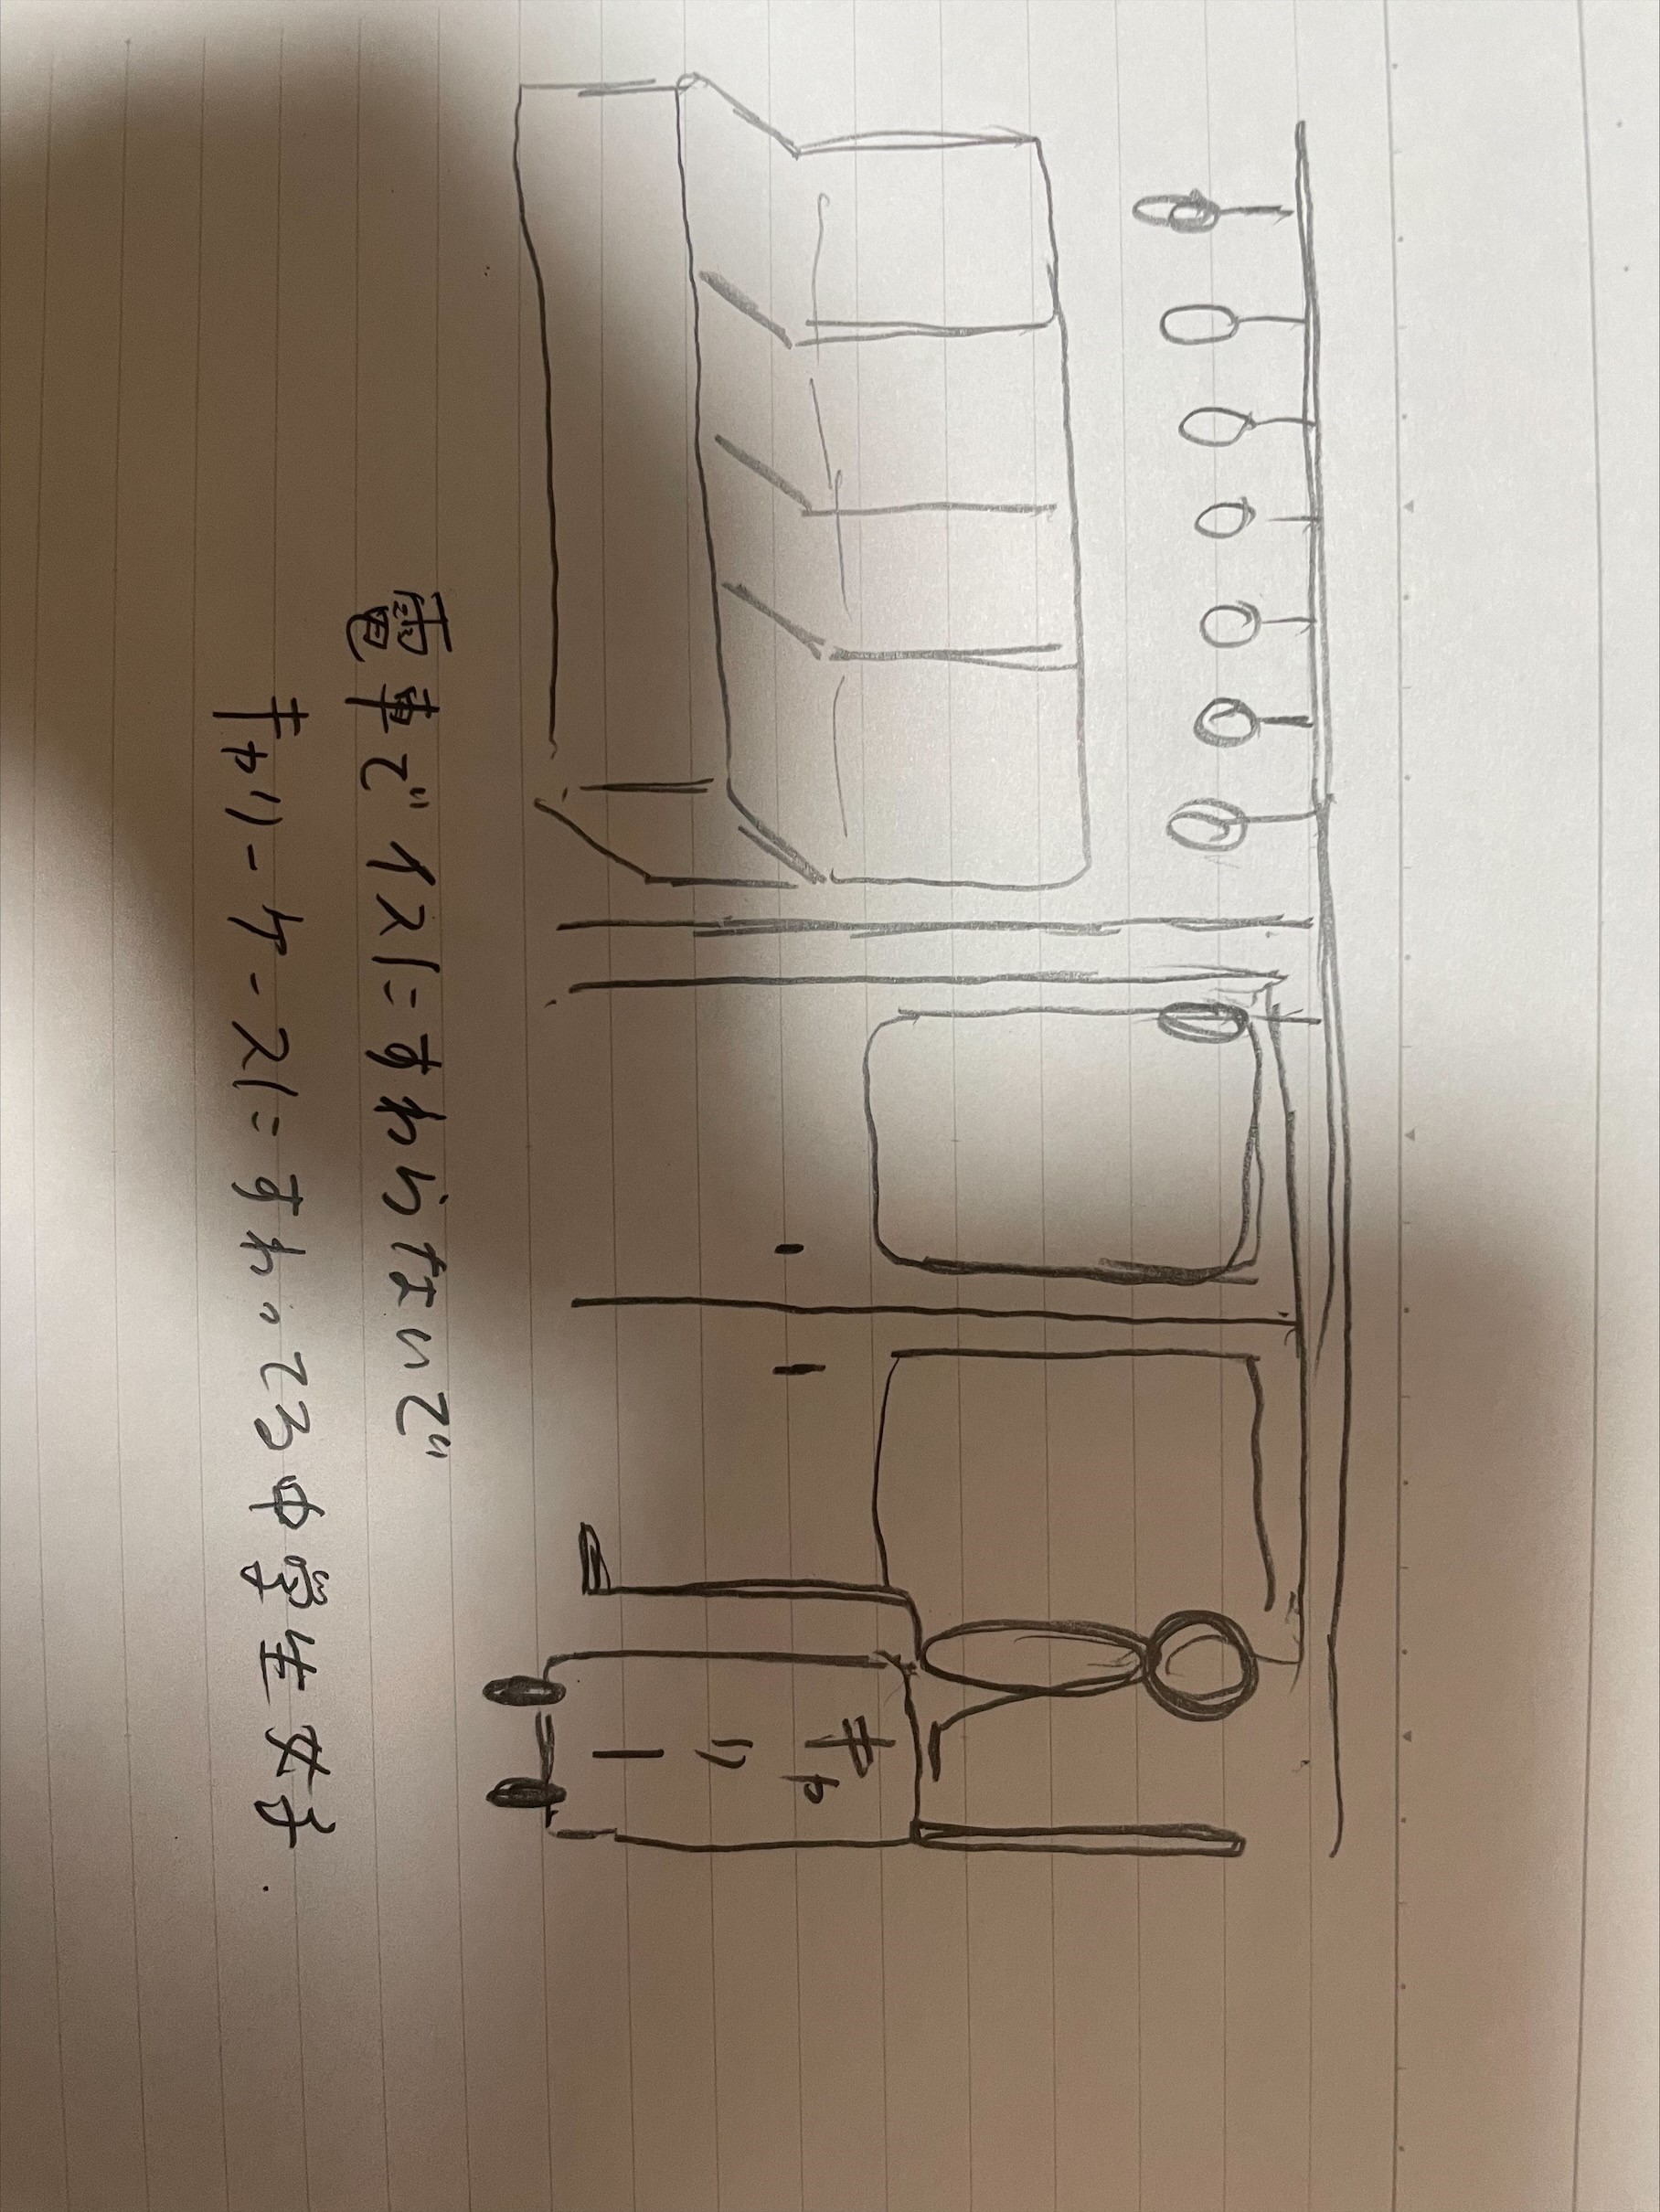 キャリー
電車でイスにすわらないで
キャリーケースにすわってる中学生女子